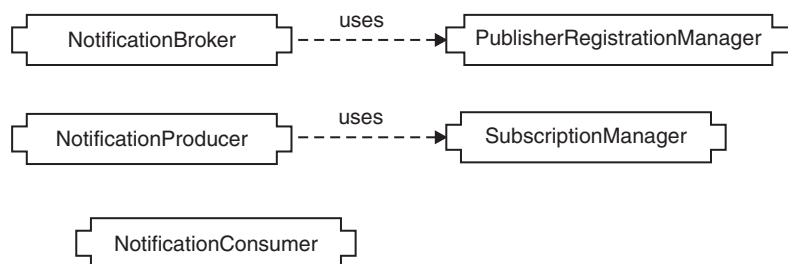 uses
NotificationBroker
PublisherRegistrationManager
uses
NotificationProducer
SubscriptionManager
NotificationConsumer